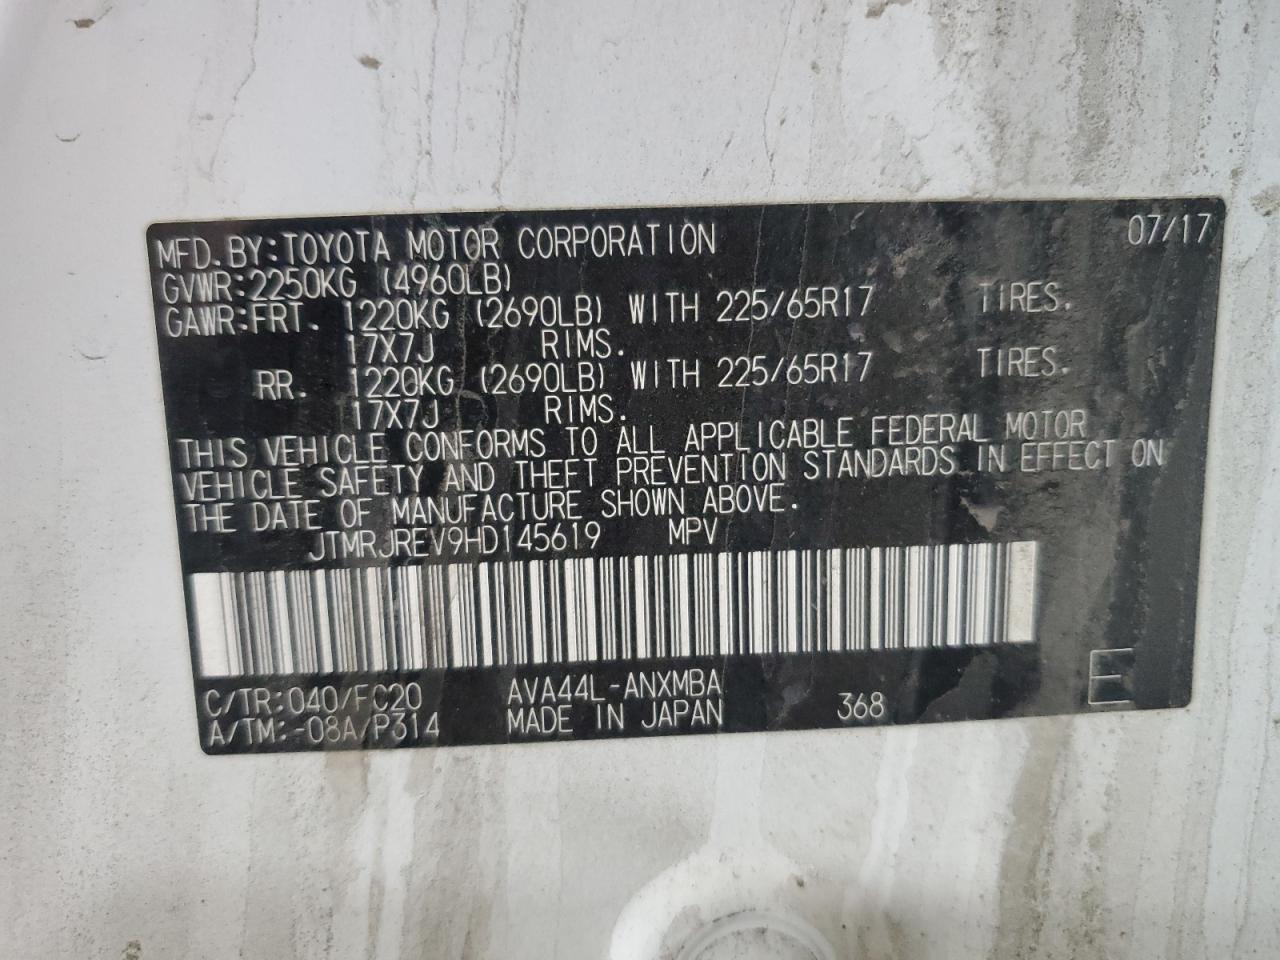 MFD. BY: TOYOTA MOTOR CORPORATION 07/17
GVWR: 2250KG (4960LB)
GAWR: FRT. 1220KG (2690LB) WITH 225/65R17 TIRES.
17X7J RIMS.
RR. 1220KG (2690LB) WITH 225/65R17 TIRES.
17X7J RIMS.
THIS VEHICLE CONFORMS TO ALL APPLICABLE FEDERAL MOTOR
VEHICLE SAFETY AND THEFT PREVENTION STANDARDS IN EFFECT ON
THE DATE OF MANUFACTURE SHOWN ABOVE.
JTMRJREV9HD145619 MPV
C/TR: 040/FC20 AVA44L-ANXMBA
A/TM: -08A/P314 MADE IN JAPAN 368 E